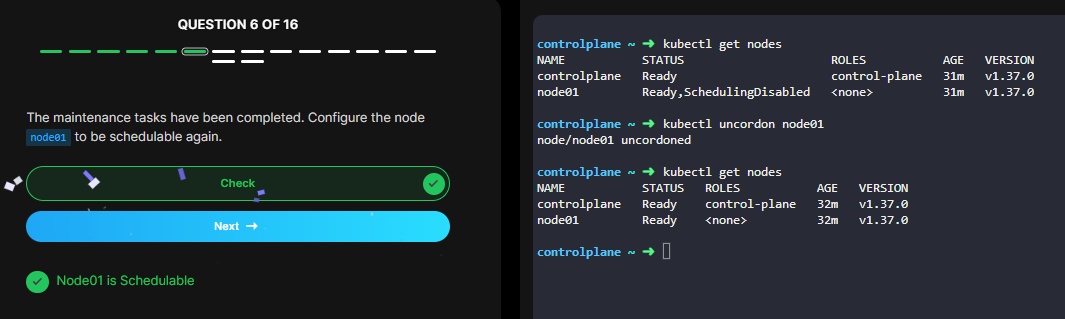 QUESTION 6 OF 16
The maintenance tasks have been completed. Configure the node
node01 to be schedulable again.
Check
Next →
Node01 is Schedulable
controlplane ~ ➜ kubectl get nodes
NAME STATUS ROLES AGE VERSION
controlplane Ready control-plane 31m v1.37.0
node01 Ready,SchedulingDisabled <none> 31m v1.37.0
controlplane ~ ➜ kubectl uncordon node01
node/node01 uncordoned
controlplane ~ ➜ kubectl get nodes
NAME STATUS ROLES AGE VERSION
controlplane Ready control-plane 32m v1.37.0
node01 Ready <none> 32m v1.37.0
controlplane ~ ➜